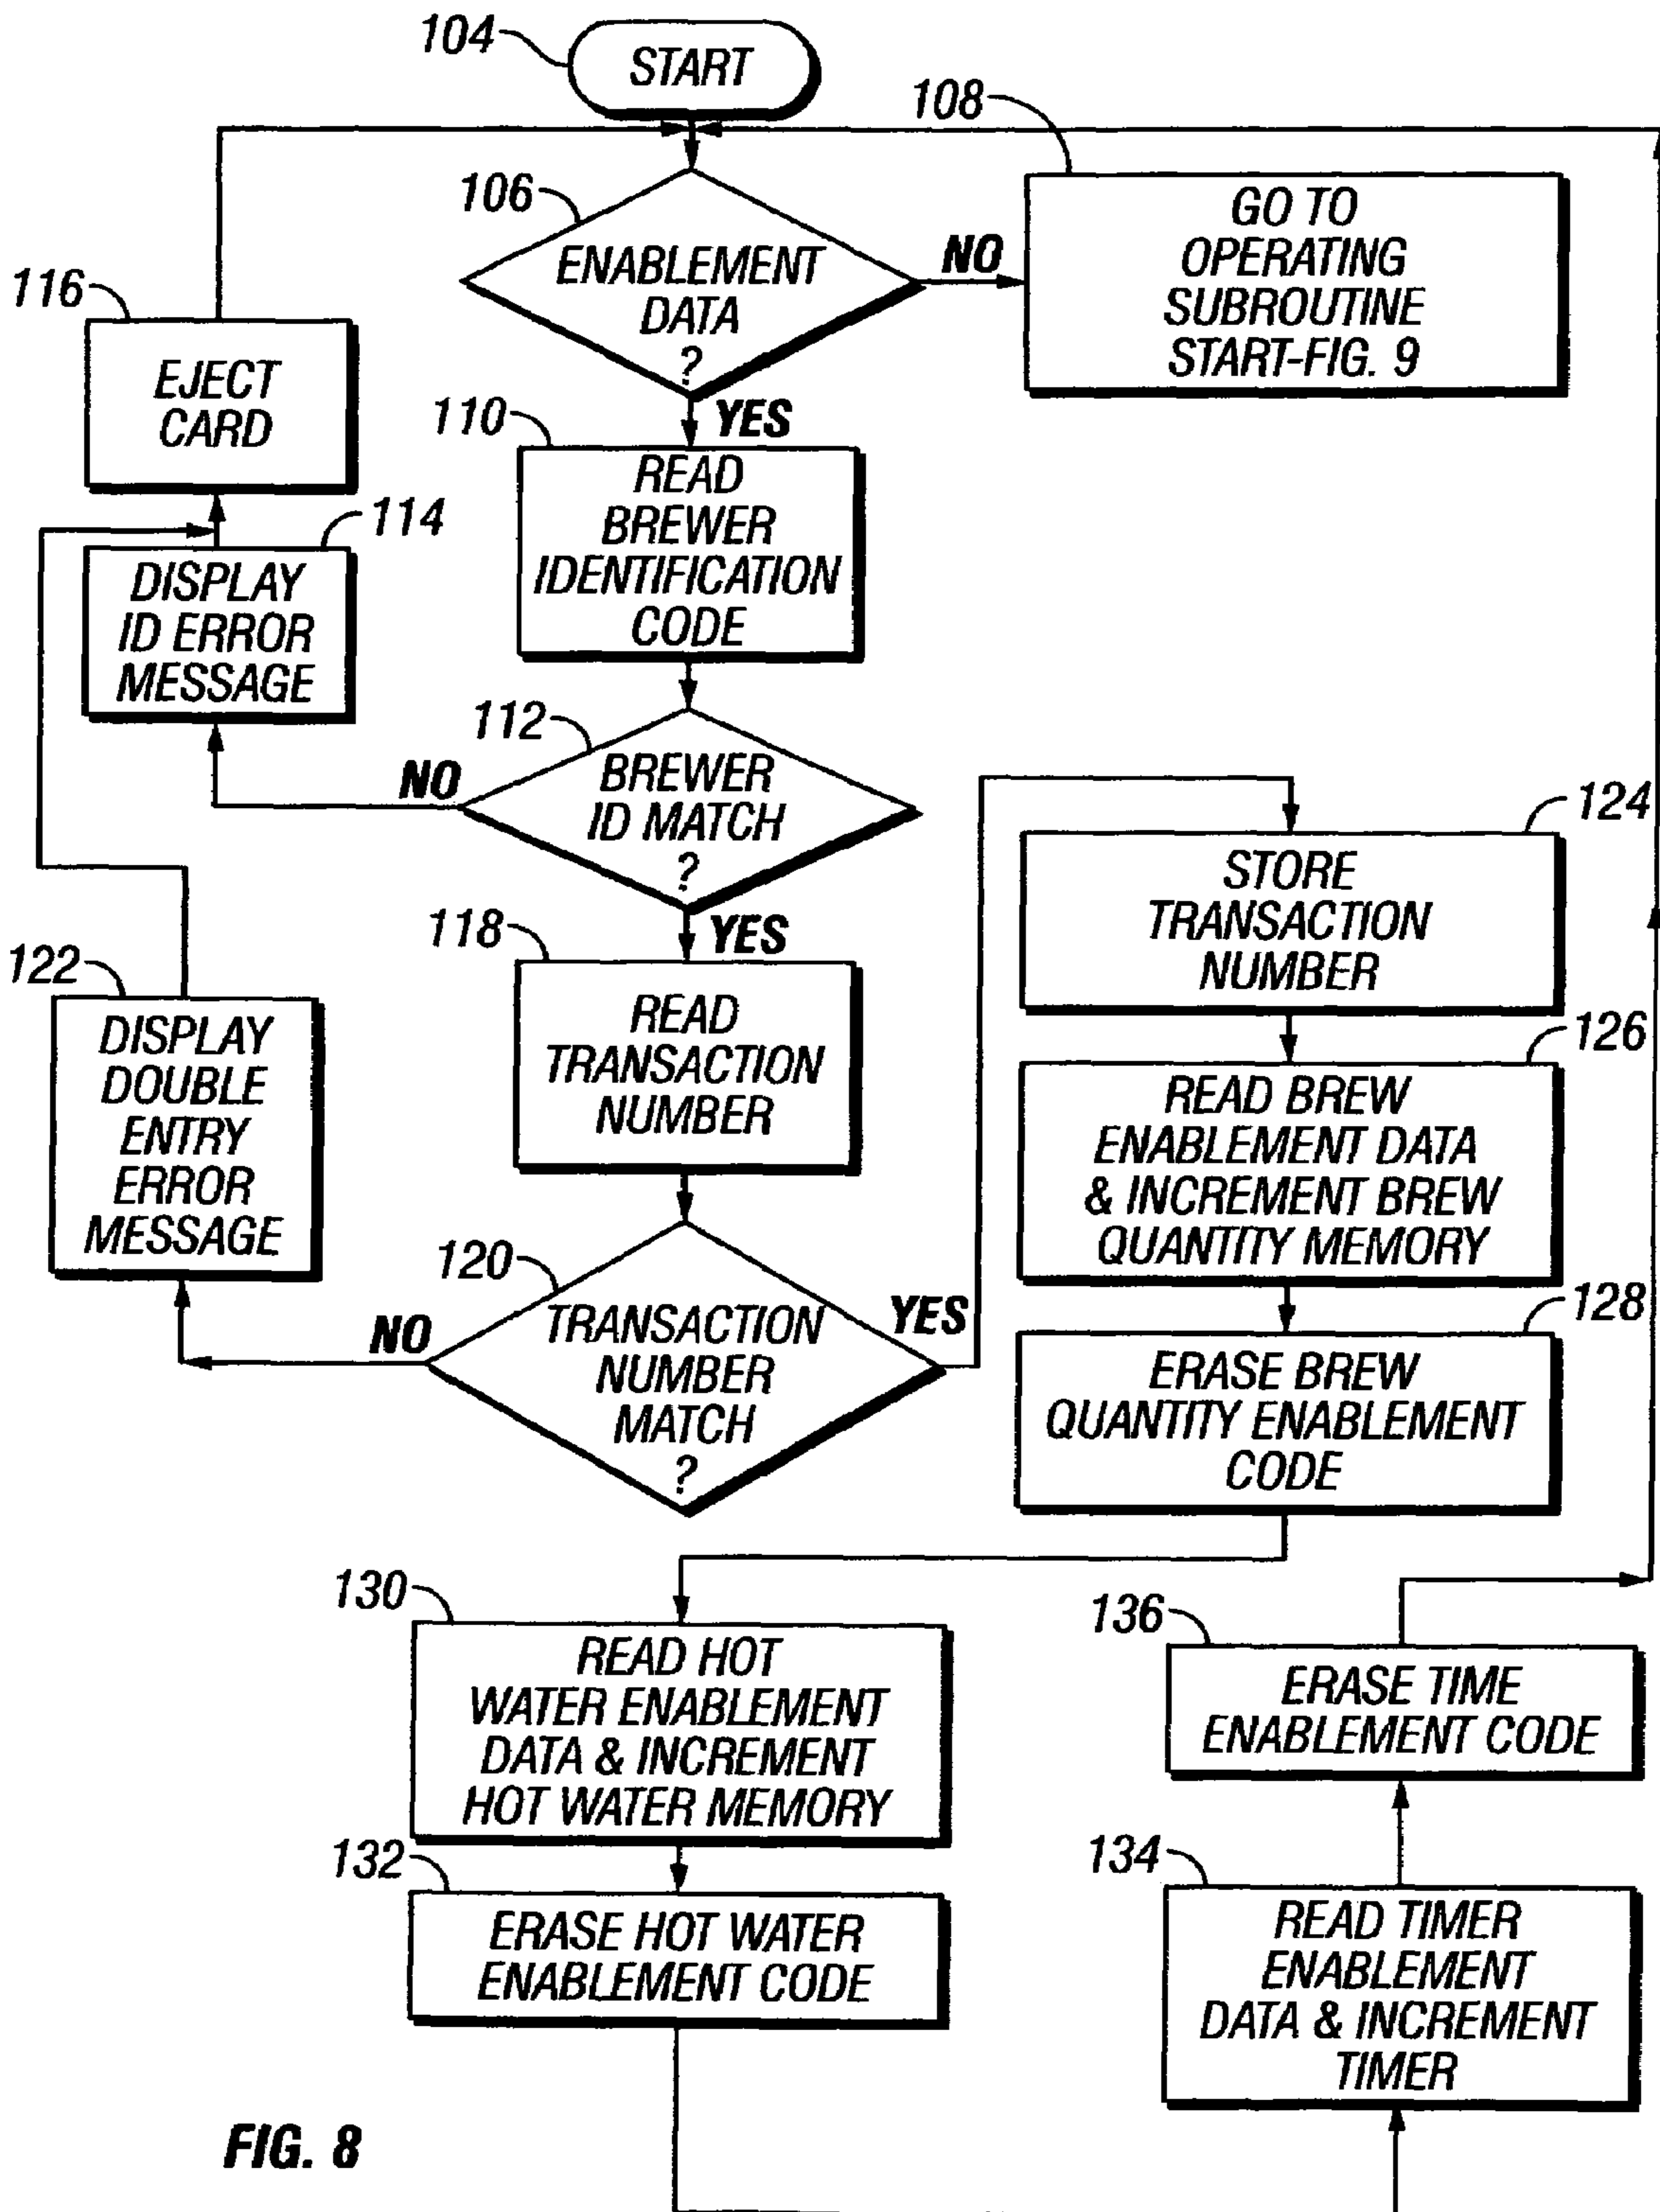 104
START
108
106
ENABLEMENT
DATA
?
NO
GO TO
OPERATING
SUBROUTINE
START-FIG. 9
116
EJECT
CARD
YES
110
READ
BREWER
IDENTIFICATION
CODE
114
DISPLAY
ID ERROR
MESSAGE
112
BREWER
ID MATCH
?
NO
YES
124
STORE
TRANSACTION
NUMBER
118
READ
TRANSACTION
NUMBER
122
DISPLAY
DOUBLE
ENTRY
ERROR
MESSAGE
126
READ BREW
ENABLEMENT DATA
& INCREMENT BREW
QUANTITY MEMORY
120
TRANSACTION
NUMBER
MATCH
?
NO
YES
128
ERASE BREW
QUANTITY ENABLEMENT
CODE
130
READ HOT
WATER ENABLEMENT
DATA & INCREMENT
HOT WATER MEMORY
136
ERASE TIME
ENABLEMENT CODE
132
ERASE HOT WATER
ENABLEMENT CODE
134
READ TIMER
ENABLEMENT
DATA & INCREMENT
TIMER
FIG. 8